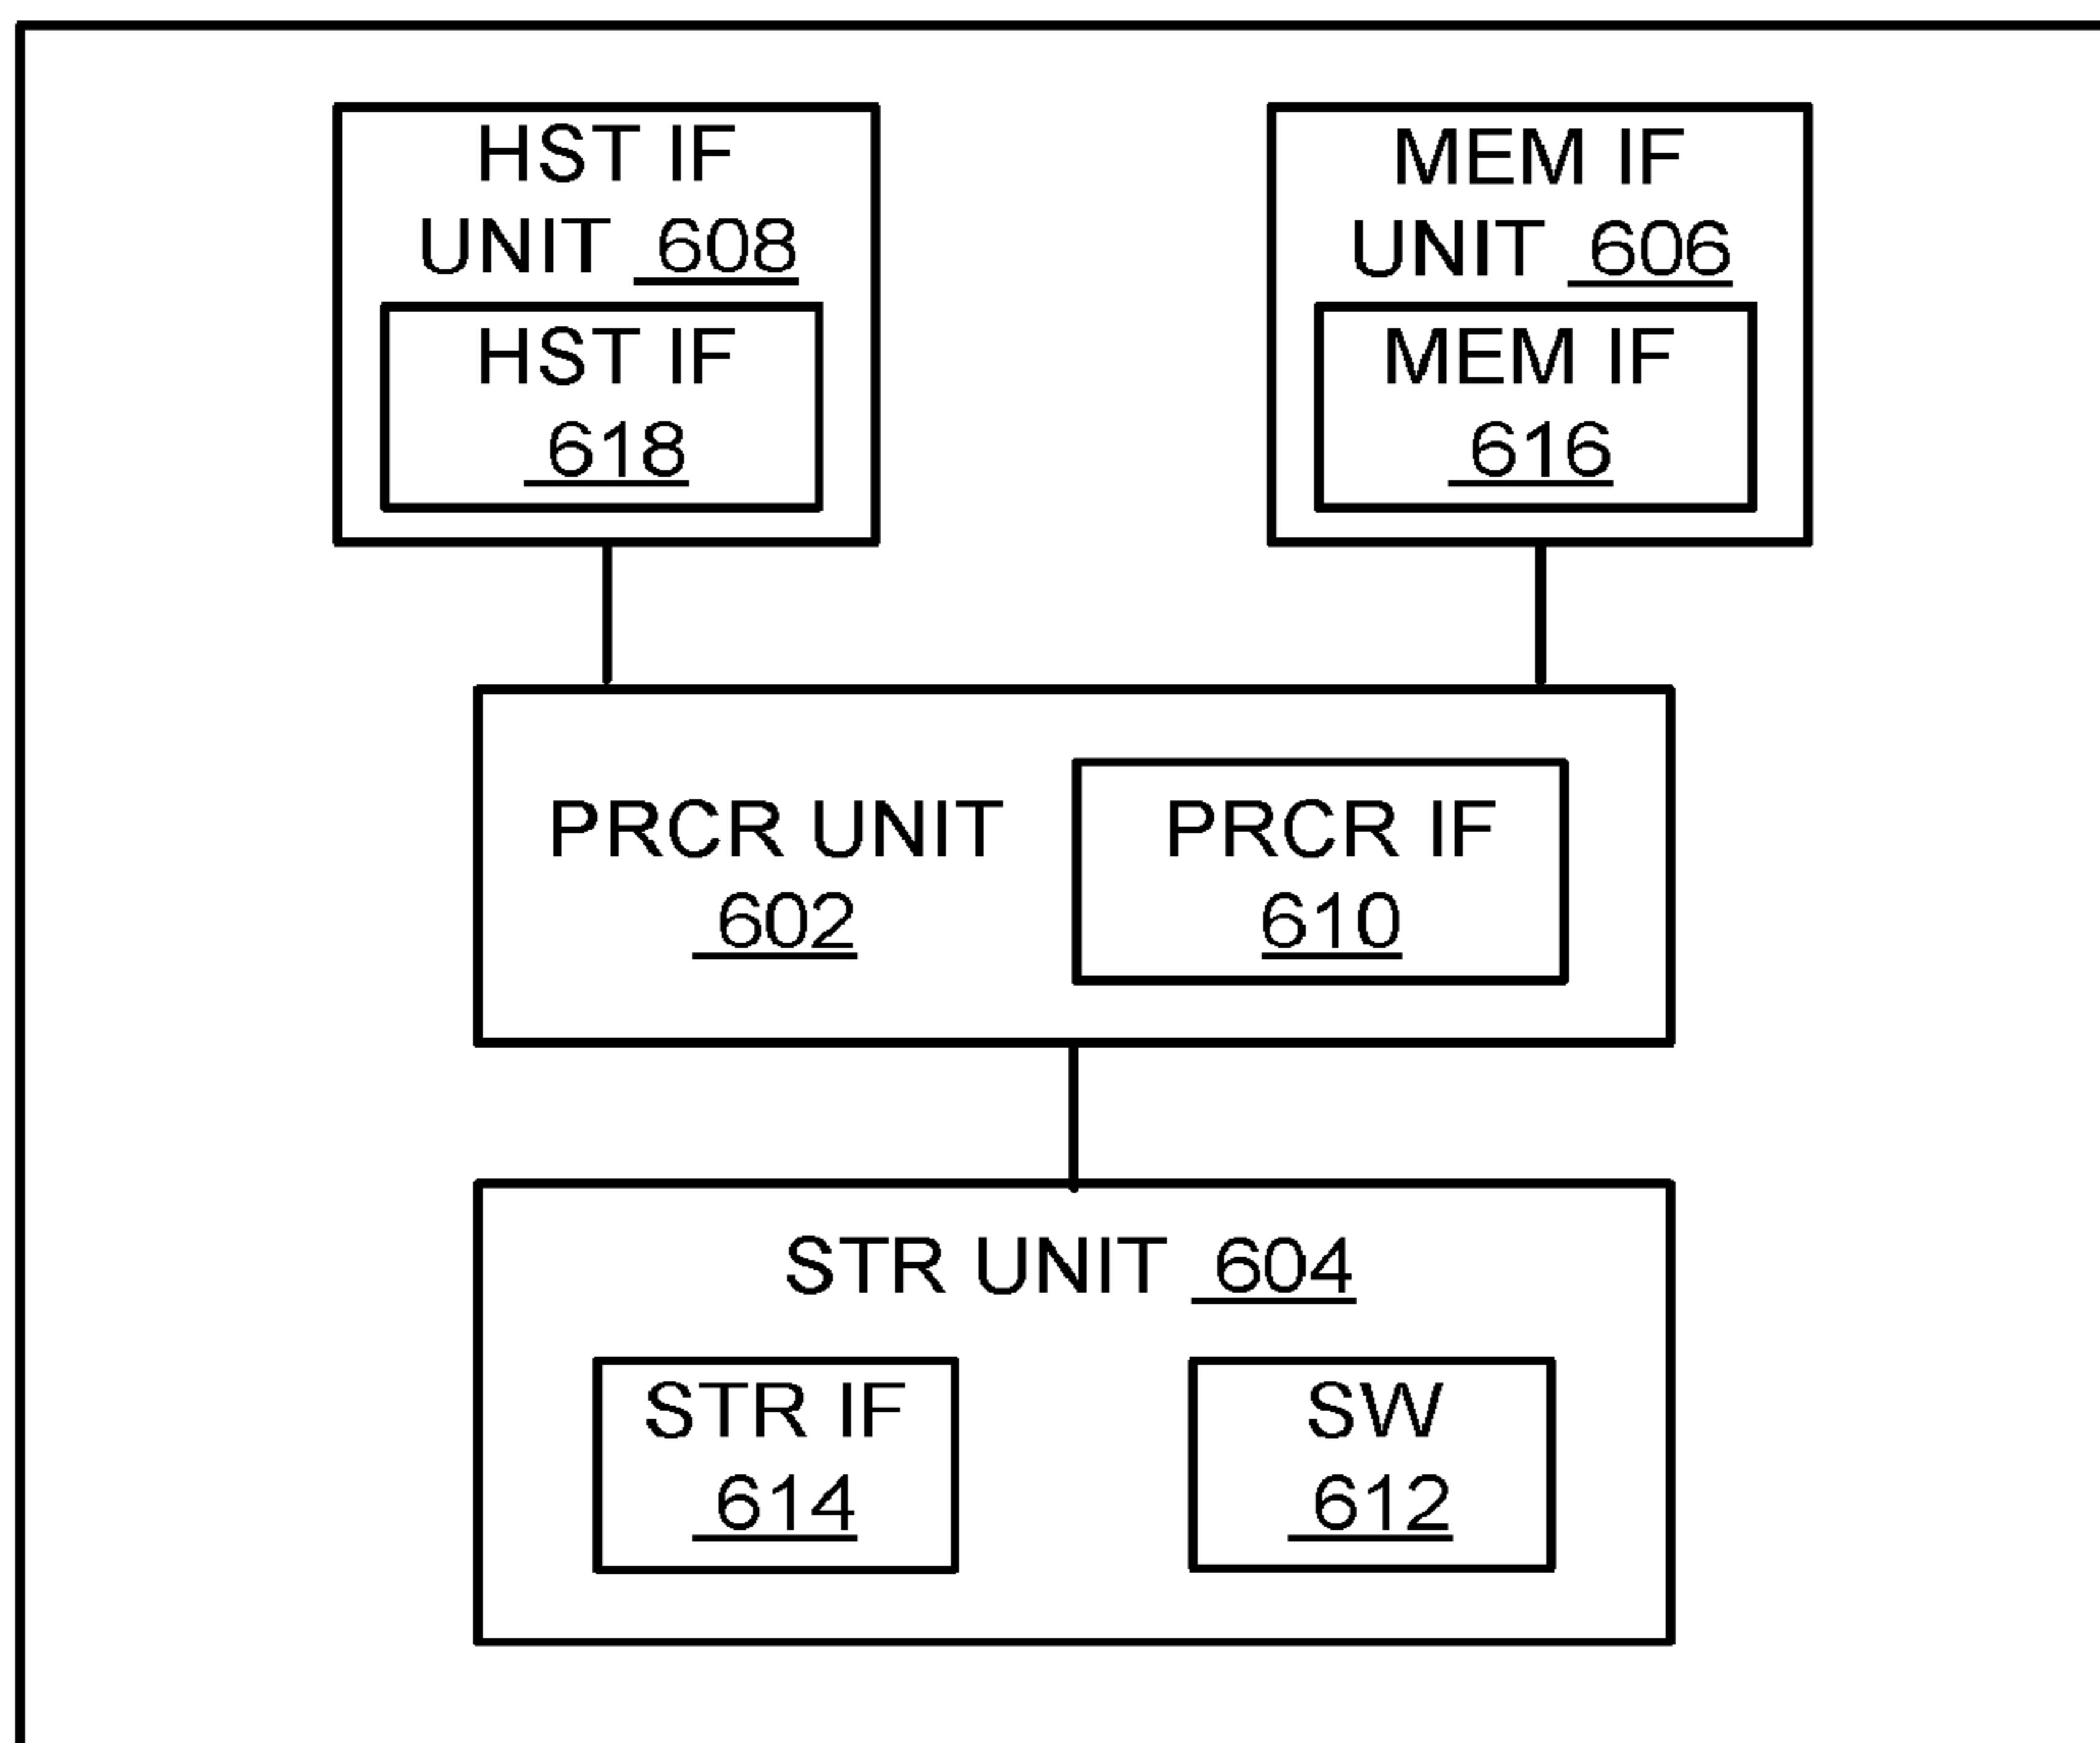 HST IF
UNIT 608
HST IF
618
MEM IF
UNIT 606
MEM IF
616
PRCR UNIT
602
PRCR IF
610
STR UNIT 604
STR IF
614
SW
612